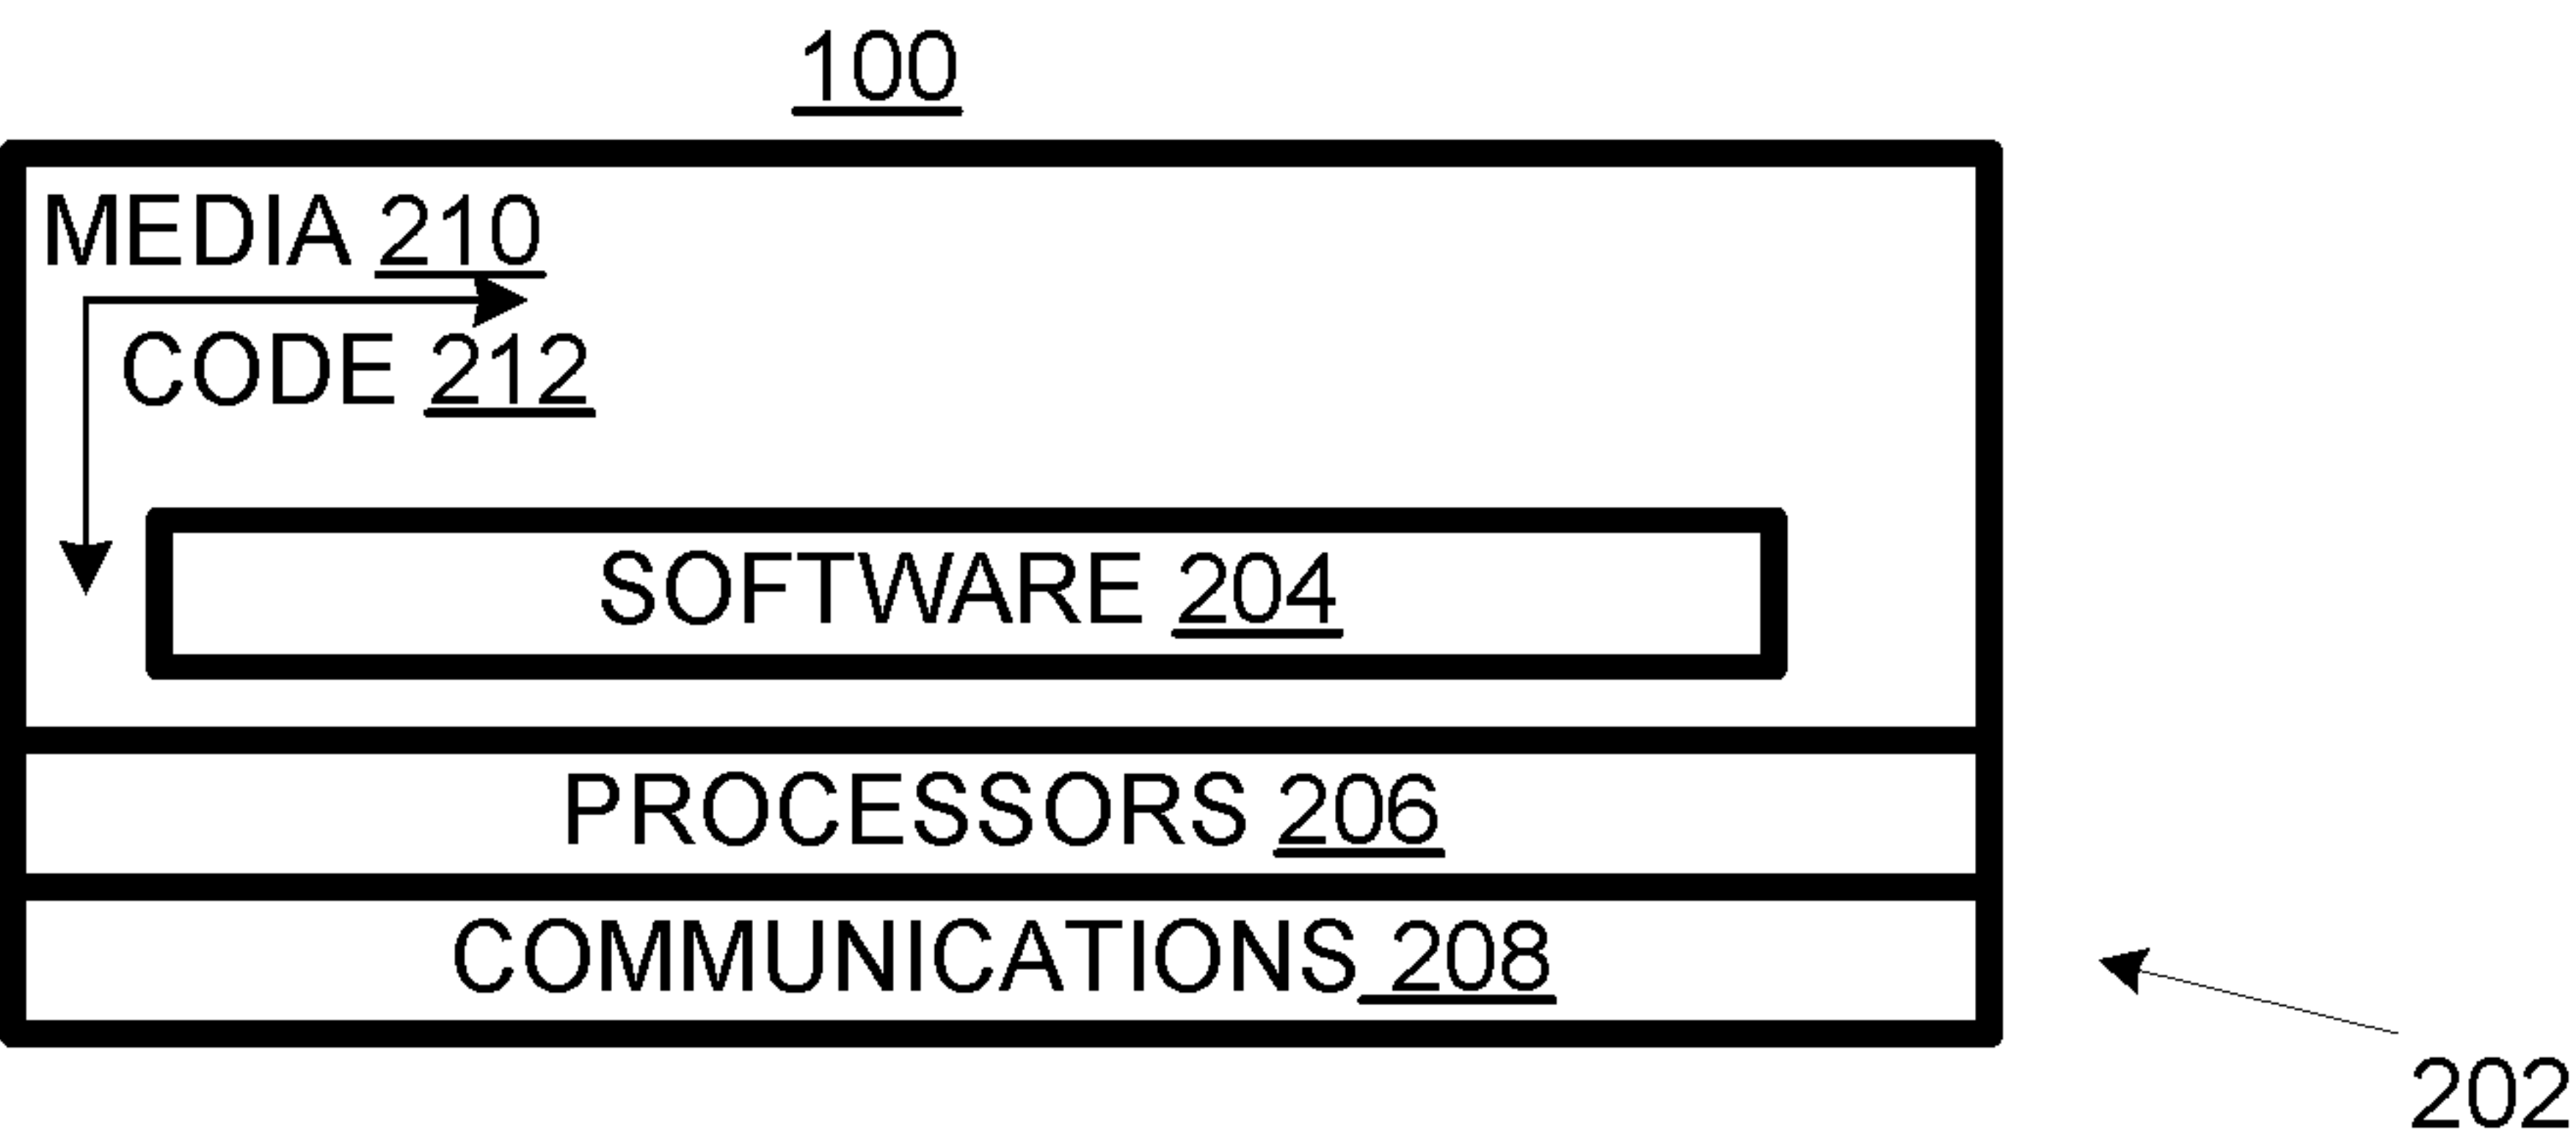 100
MEDIA 210
CODE 212
SOFTWARE 204
PROCESSORS 206
COMMUNICATIONS 208
202